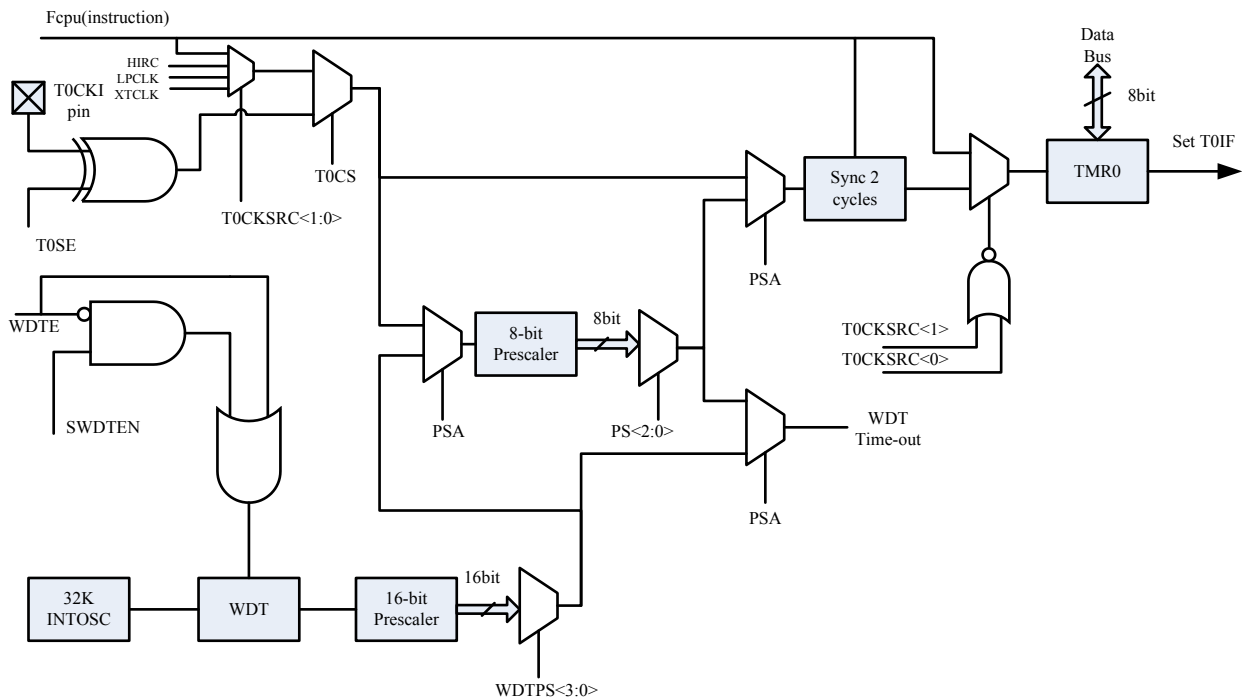 Fcpu(instruction)
HIRC
LPCLK
XTCLK
T0CKI
pin
T0CS
T0CKSRC<1:0>
T0SE
Data
Bus
8bit
Set T0IF
TMR0
Sync 2
cycles
PSA
T0CKSRC<1>
T0CKSRC<0>
WDTE
SWDTEN
8-bit
Prescaler
8bit
PSA
PS<2:0>
WDT
Time-out
PSA
32K
INTOSC
WDT
16-bit
Prescaler
16bit
WDTPS<3:0>